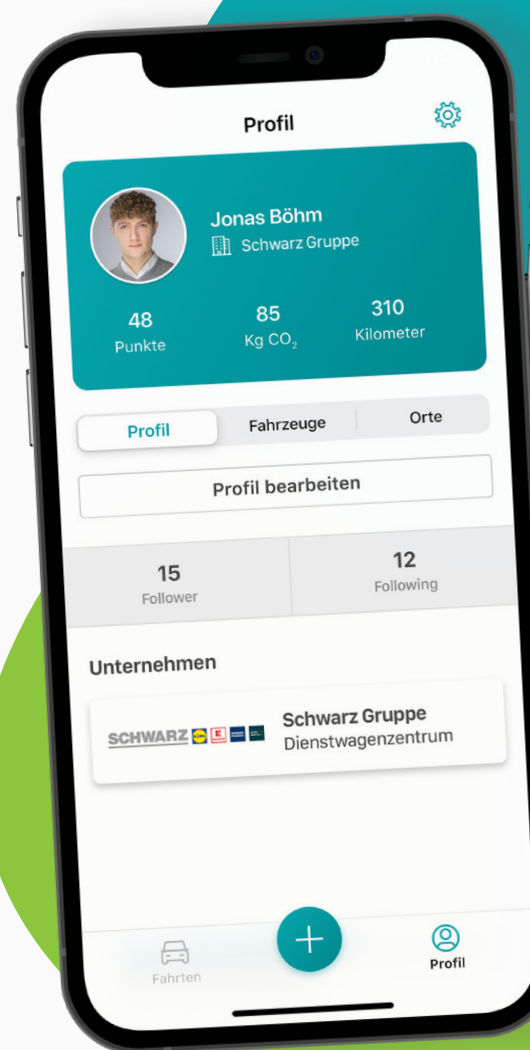 Profil
Jonas Böhm
Schwarz Gruppe
48
Punkte
85
Kg CO₂
310
Kilometer
Profil
Fahrzeuge
Orte
Profil bearbeiten
15
Follower
12
Following
Unternehmen
SCHWARZ
Schwarz Gruppe
Dienstwagenzentrum
Fahrten
Profil